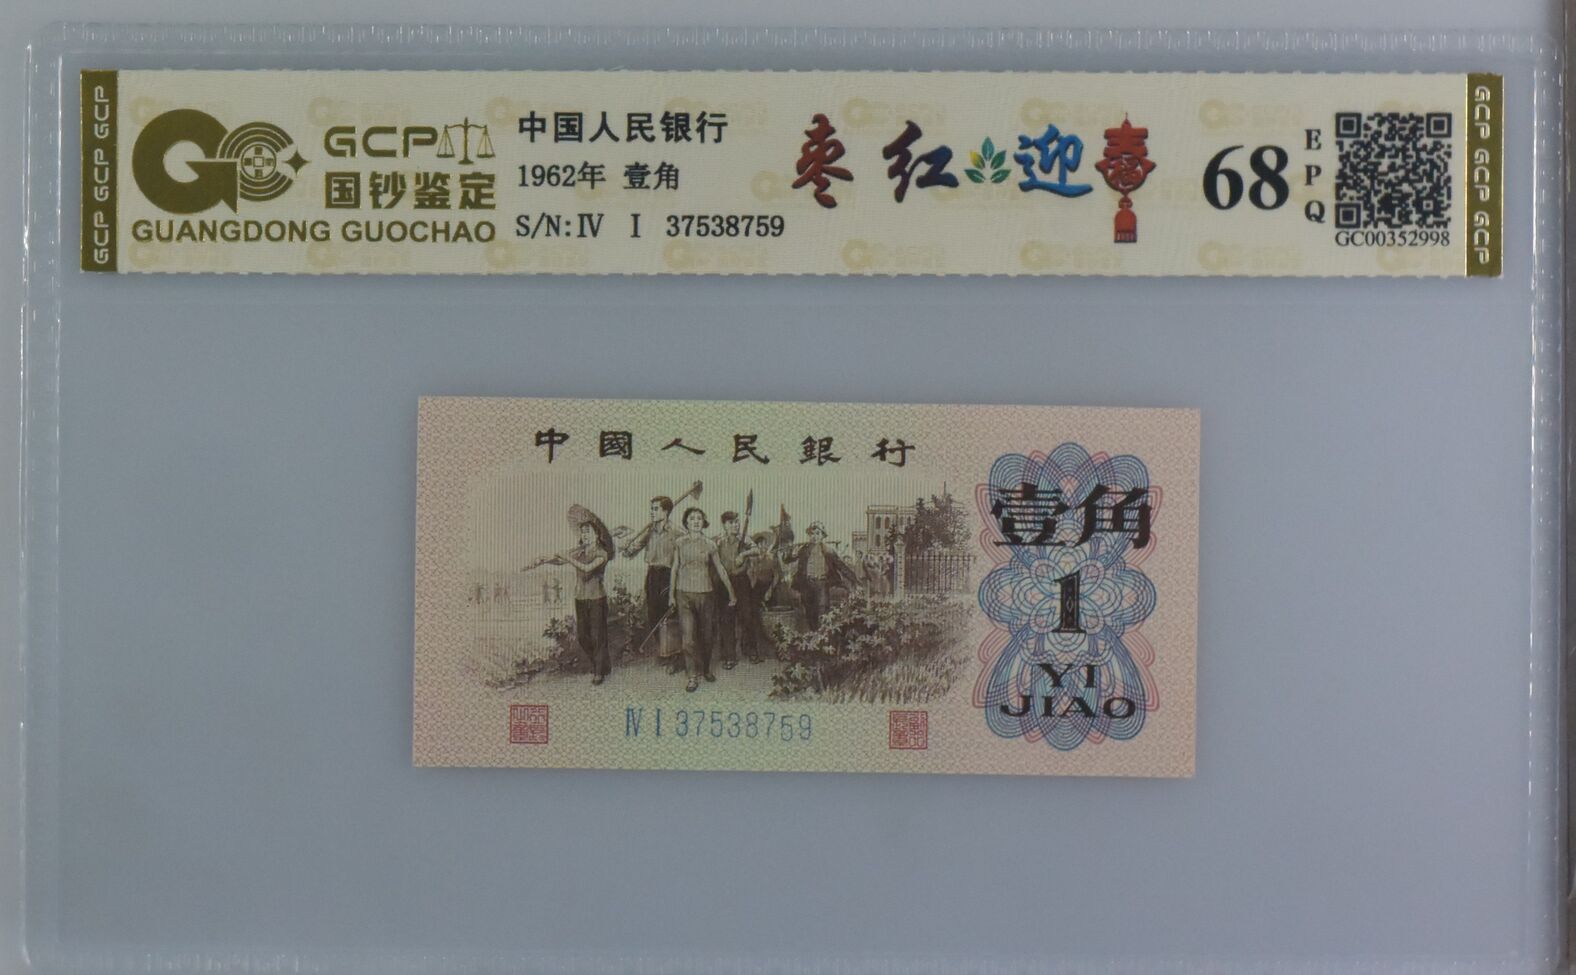 GCP GCP GCP
GCP
国钞鉴定
GUANGDONG GUOCHAO
中国人民银行
1962年 壹角
S/N:IV I 37538759
枣红迎春
68
EPQ
GC00352998
GCP GCP GCP
中國人民銀行
壹角
1
YI
JIAO
IV I 37538759